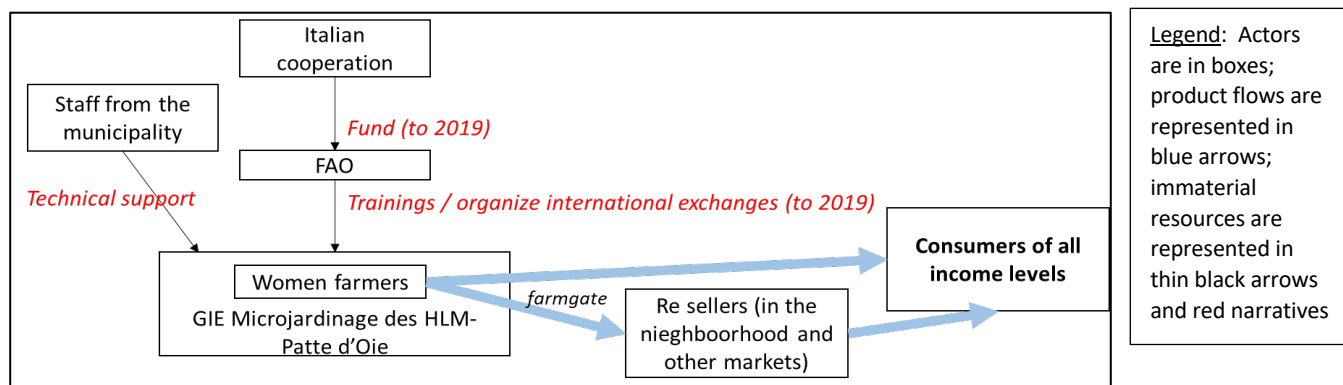 Italian
cooperation
Staff from the
municipality
Fund (to 2019)
FAO
Technical support
Trainings / organize international exchanges (to 2019)
Women farmers
GIE Microjardinage des HLM-
Patte d'Oie
farmgate
Re sellers (in the
nieghboorhood and
other markets)
Consumers of all
income levels
Legend:  Actors
are in boxes;
product flows are
represented in
blue arrows;
immaterial
resources are
represented in
thin black arrows
and red narratives